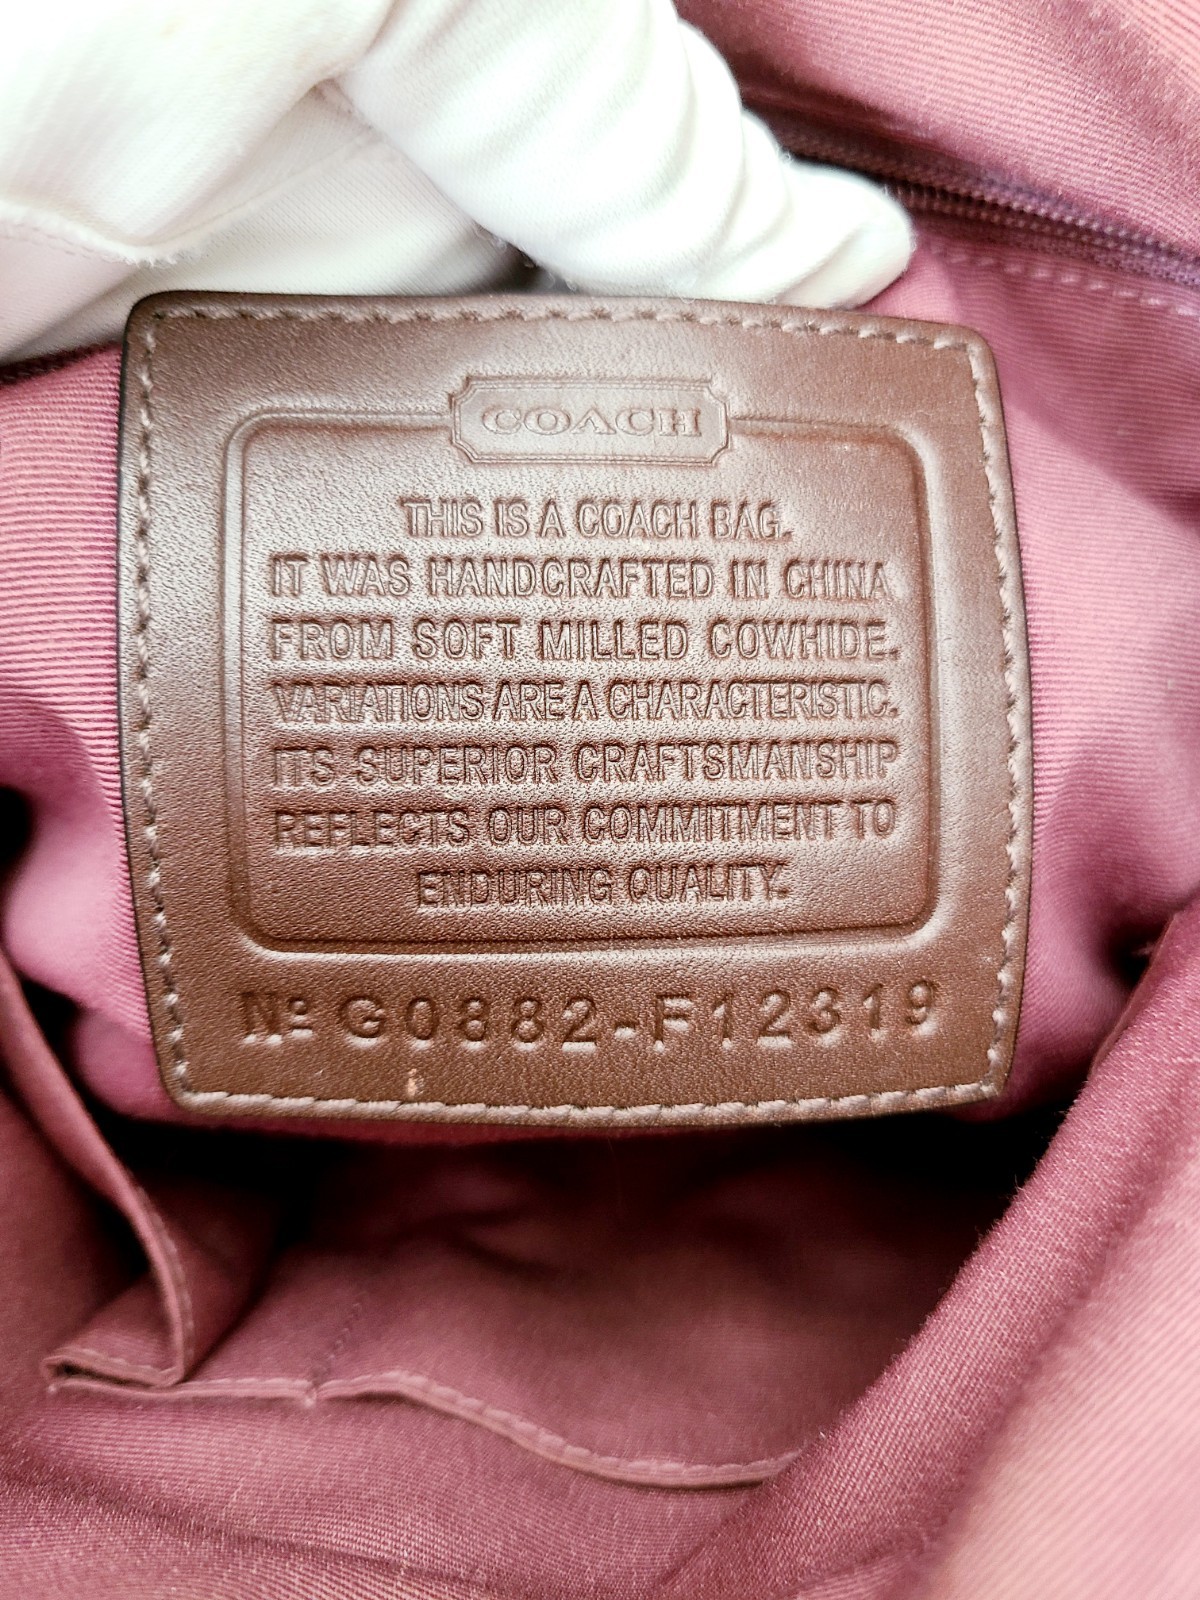 COACH
THIS IS A COACH BAG.
IT WAS HANDCRAFTED IN CHINA
FROM SOFT MILLED COWHIDE.
VARIATIONS ARE A CHARACTERISTIC.
ITS SUPERIOR CRAFTSMANSHIP
REFLECTS OUR COMMITMENT TO
ENDURING QUALITY.
Nº G0882-F12319